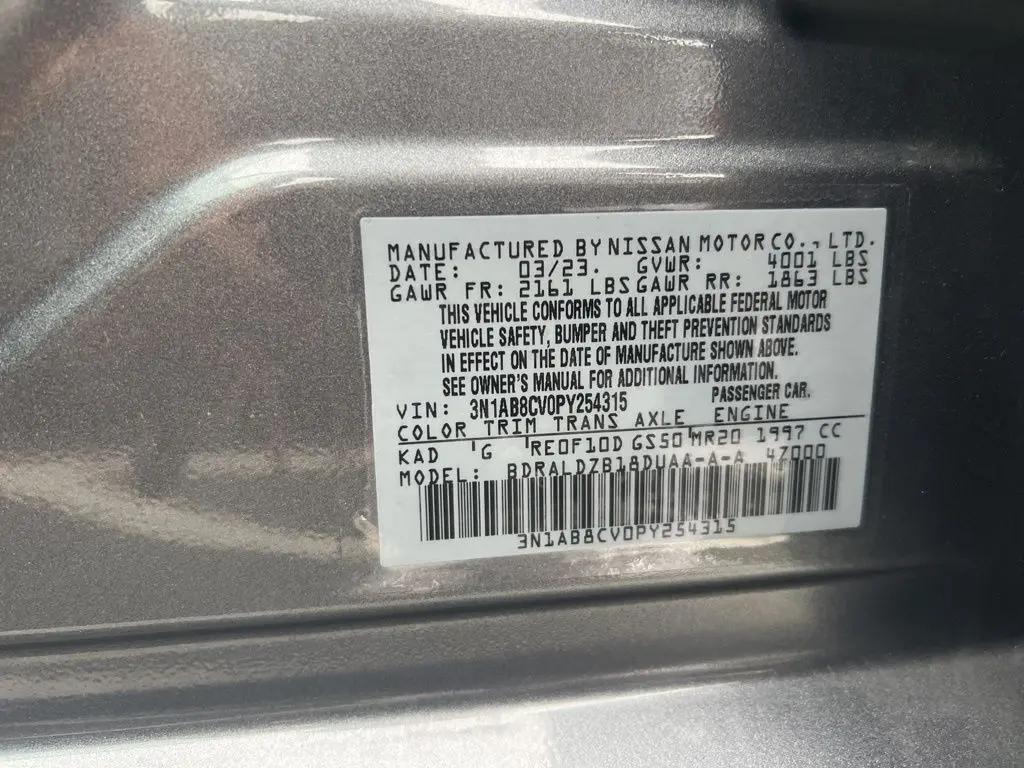 MANUFACTURED BY NISSAN MOTOR CO., LTD.
DATE: 03/23. GVWR: 4001 LBS
GAWR FR: 2161 LBS GAWR RR: 1863 LBS
THIS VEHICLE CONFORMS TO ALL APPLICABLE FEDERAL MOTOR
VEHICLE SAFETY, BUMPER AND THEFT PREVENTION STANDARDS
IN EFFECT ON THE DATE OF MANUFACTURE SHOWN ABOVE.
SEE OWNER'S MANUAL FOR ADDITIONAL INFORMATION.
VIN: 3N1AB8CV0PY254315 PASSENGER CAR.
COLOR TRIM TRANS AXLE ENGINE
KAD 'G 'RE0F10D GS50'MR20 1997 CC
MODEL: BDRALDZB18DUAA-A-A 4Z000
3N1AB8CV0PY254315